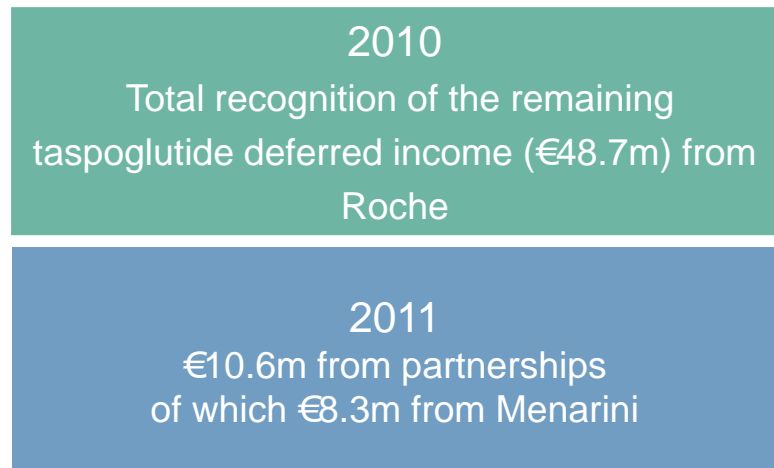 2010
Total recognition of the remaining
taspoglutide deferred income (€48.7m) from
Roche
2011
€10.6m from partnerships
of which €8.3m from Menarini